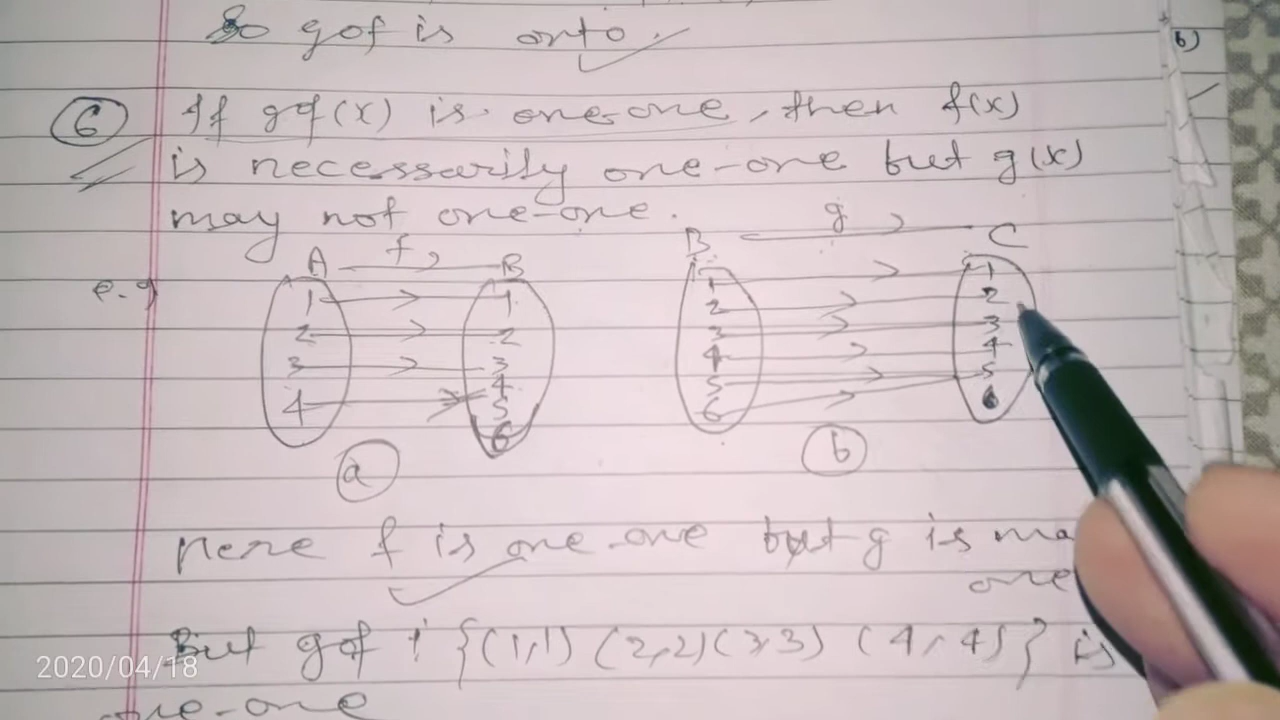 So gof is onto.
b)
6 If gof(x) is one-one, then f(x)
is necessarily one-one but g(x)
may not one-one.
A f B
B g C
e.g
1 1
2 2
3 3
4 4
5
6
1 1
2 2
3 3
4 4
5 5
6 6
a
b
Here f is one-one but g is ma
one
But gof : {(1,1) (2,2) (3,3) (4,4)} is
one-one
2020/04/18